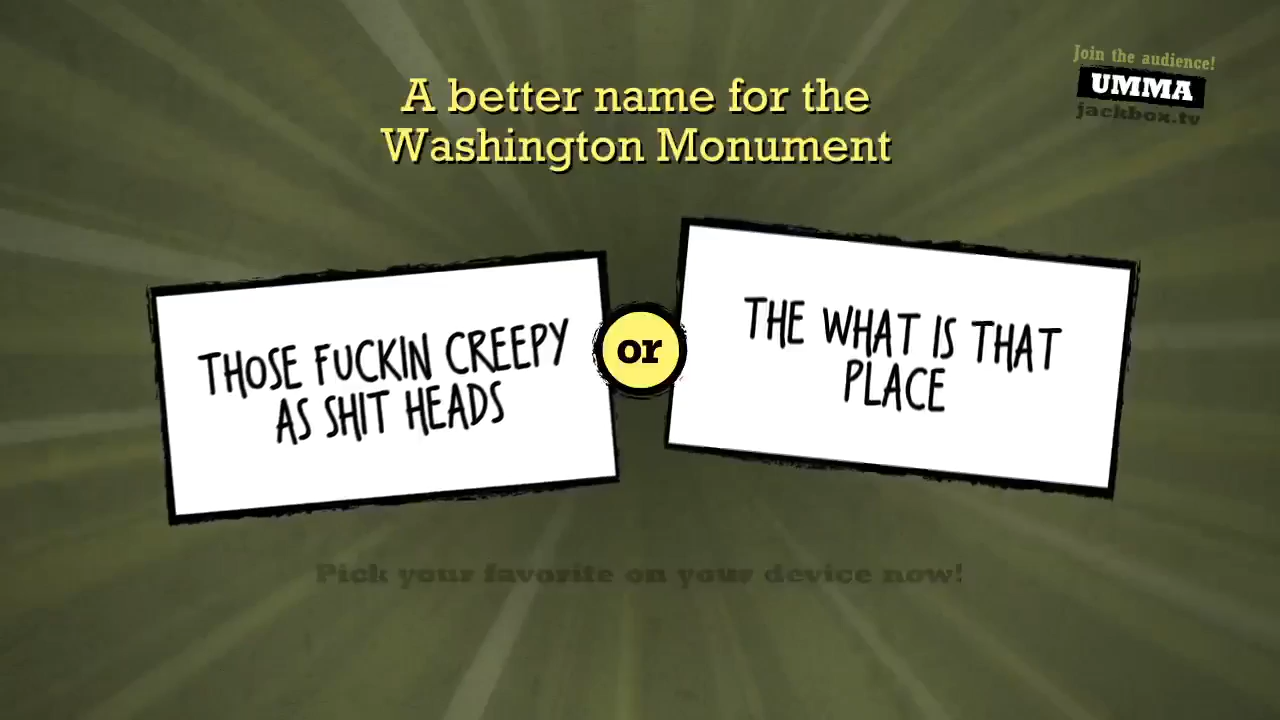 Join the audience!
UMMA
jackbox.tv
A better name for the
Washington Monument
THOSE FUCKIN CREEPY
AS SHIT HEADS
or
THE WHAT IS THAT
PLACE
Pick your favorite on your device now!